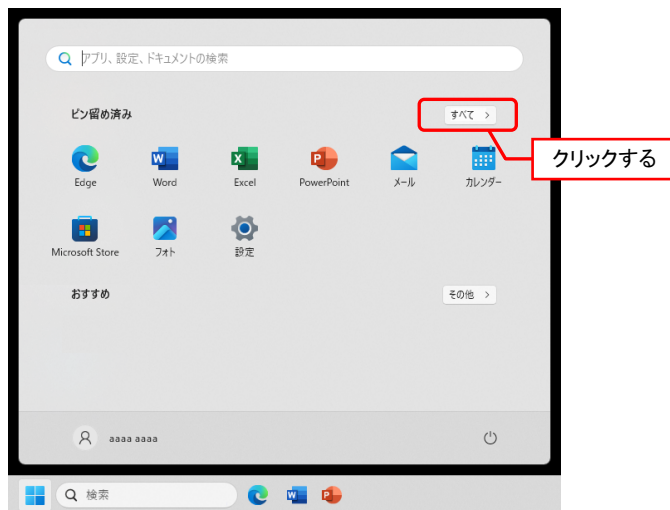 アプリ、設定、ドキュメントの検索
ピン留め済み
すべて >
クリックする
Edge
Word
Excel
PowerPoint
メール
カレンダー
Microsoft Store
フォト
設定
おすすめ
その他 >
aaaa aaaa
検索